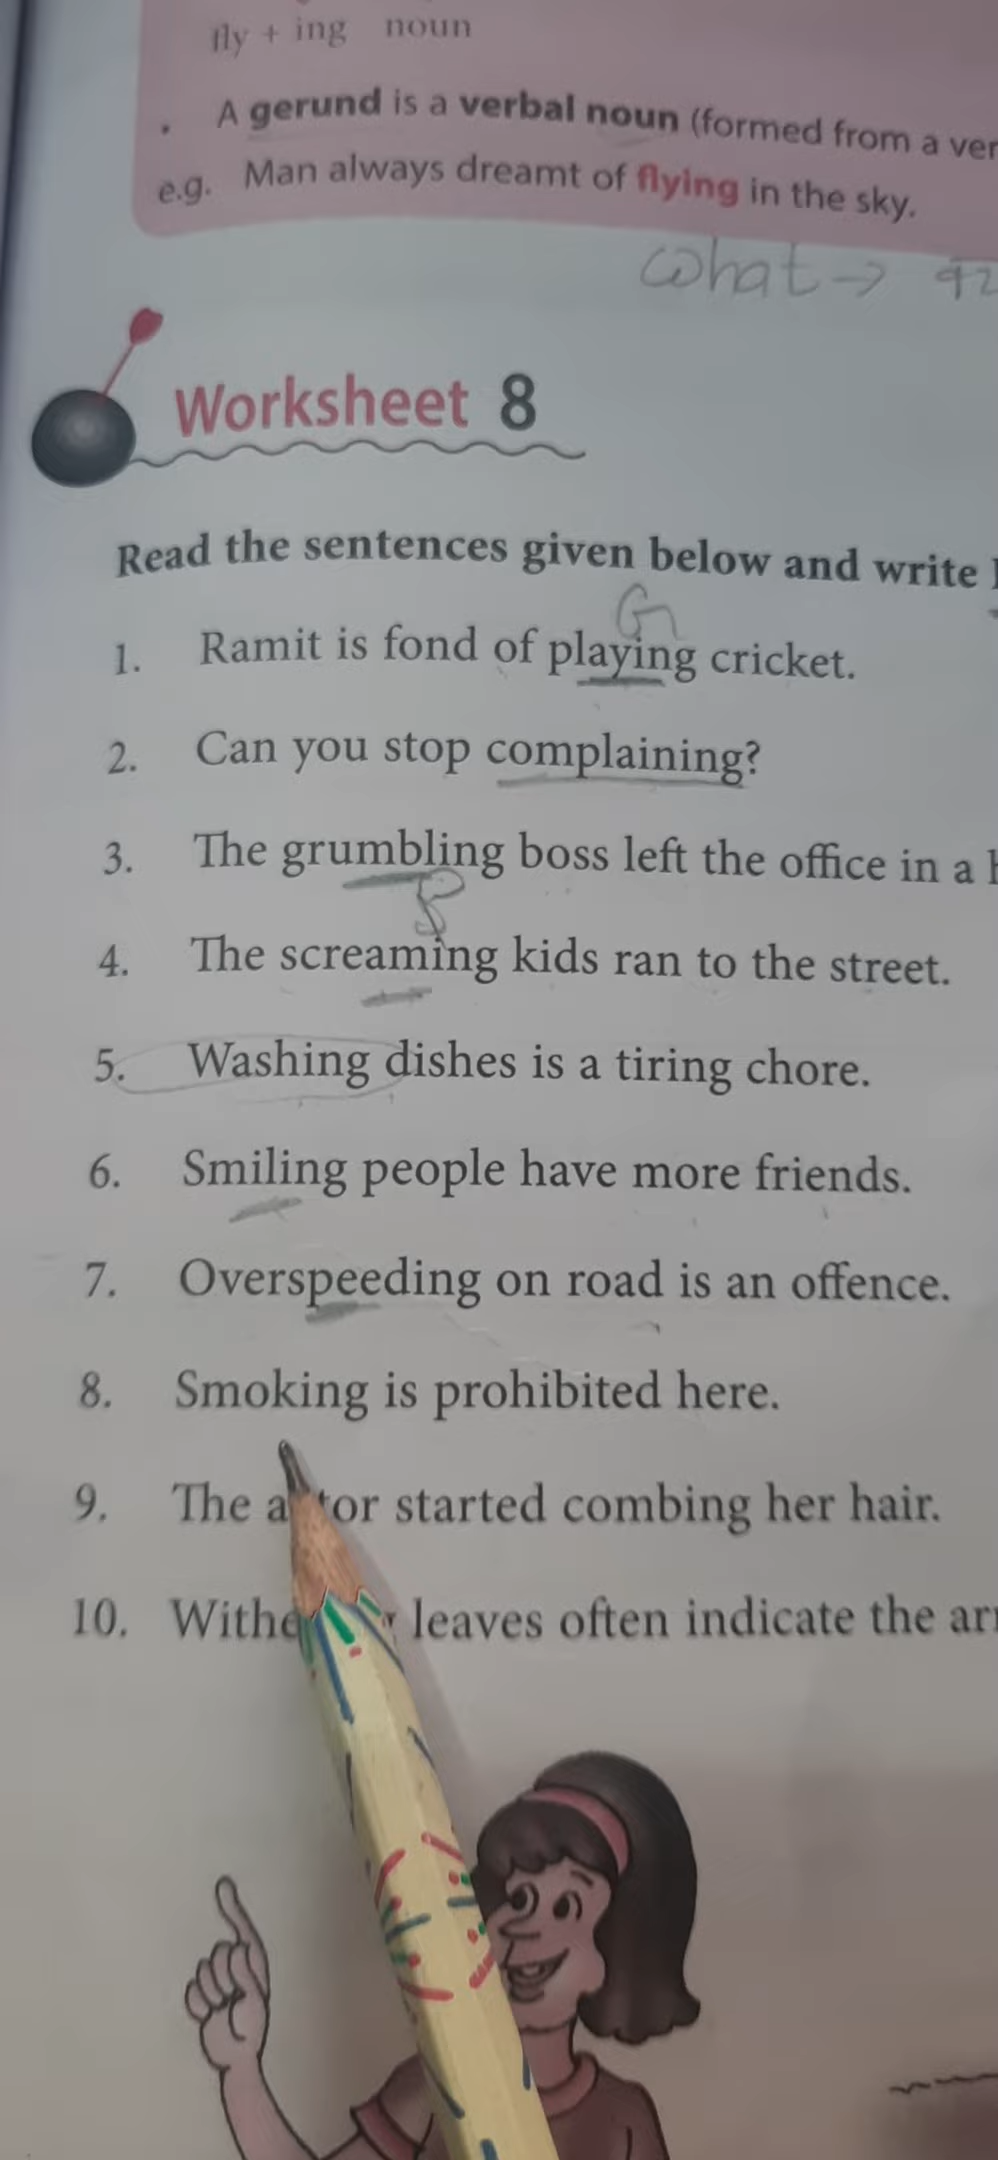 fly + ing noun
A gerund is a verbal noun (formed from a
e.g. Man always dreamt of flying in the sky.
what →
Worksheet 8
Read the sentences given below and write
G
1. Ramit is fond of playing cricket.
2. Can you stop complaining?
3. The grumbling boss left the office in a
4. The screaming kids ran to the street.
5. Washing dishes is a tiring chore.
6. Smiling people have more friends.
7. Overspeeding on road is an offence.
8. Smoking is prohibited here.
9. The started combing her hair.
10. leaves often indicate the